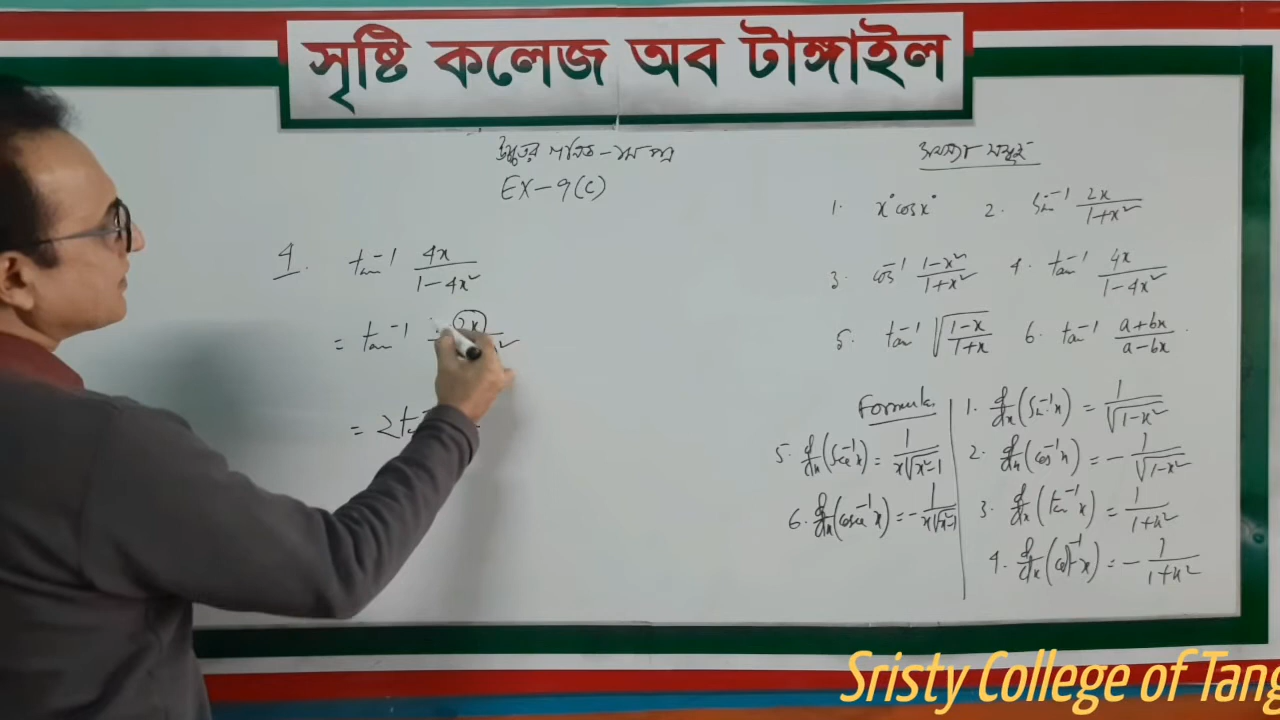 সৃষ্টি কলেজ অব টাঙ্গাইল
উচ্চতর গণিত – ১ম পত্র
EX – 9(C)
4. tan⁻¹ 4x/(1 − 4x²)
= tan⁻¹ 2x
= 2t
সমস্যা সমূহ
1. x° cos x° 2. Sin⁻¹ 2x/(1+x²)
3. cos⁻¹ (1−x²)/(1+x²) 4. tan⁻¹ 4x/(1−4x²)
5. tan⁻¹ √((1−x)/(1+x)) 6. tan⁻¹ (a+bx)/(a−bx)
Formula
1. d/dx (Sin⁻¹x) = 1/√(1−x²)
2. d/dx (cos⁻¹x) = − 1/√(1−x²)
3. d/dx (tan⁻¹x) = 1/(1+x²)
4. d/dx (cot⁻¹x) = − 1/(1+x²)
5. d/dx (Sec⁻¹x) = 1/(x√(x²−1))
6. d/dx (cosec⁻¹x) = − 1/(x√(x²−1))
Sristy College of Tang